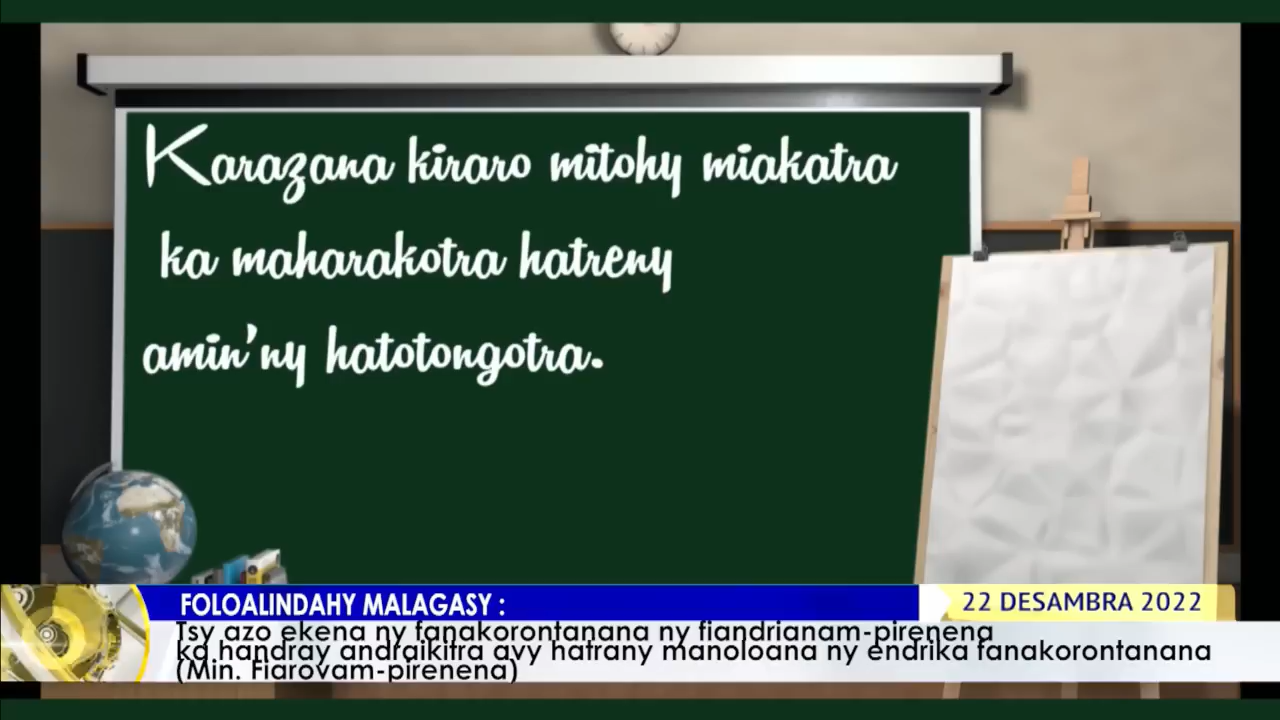 Karazana kiraro mitohy miakatra
ka maharakotra hatreny
amin'ny hatotongotra.
FOLOALINDAHY MALAGASY :
22 DESAMBRA 2022
Tsy azo ekena ny fanakorontanana ny fiandrianam-pirenena
ka handray andraikitra avy hatrany manoloana ny endrika fanakorontanana
(Min. Fiarovam-pirenena)